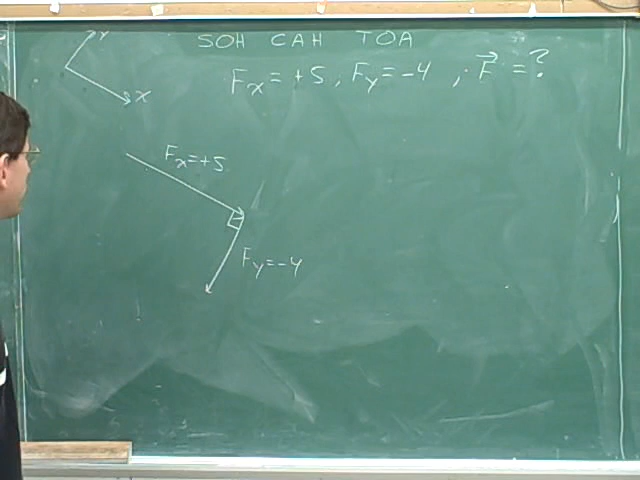 SOH CAH TOA
Fx = +5, Fy = -4, F⃗ = ?
Y
X
Fx = +5
Fy = -4